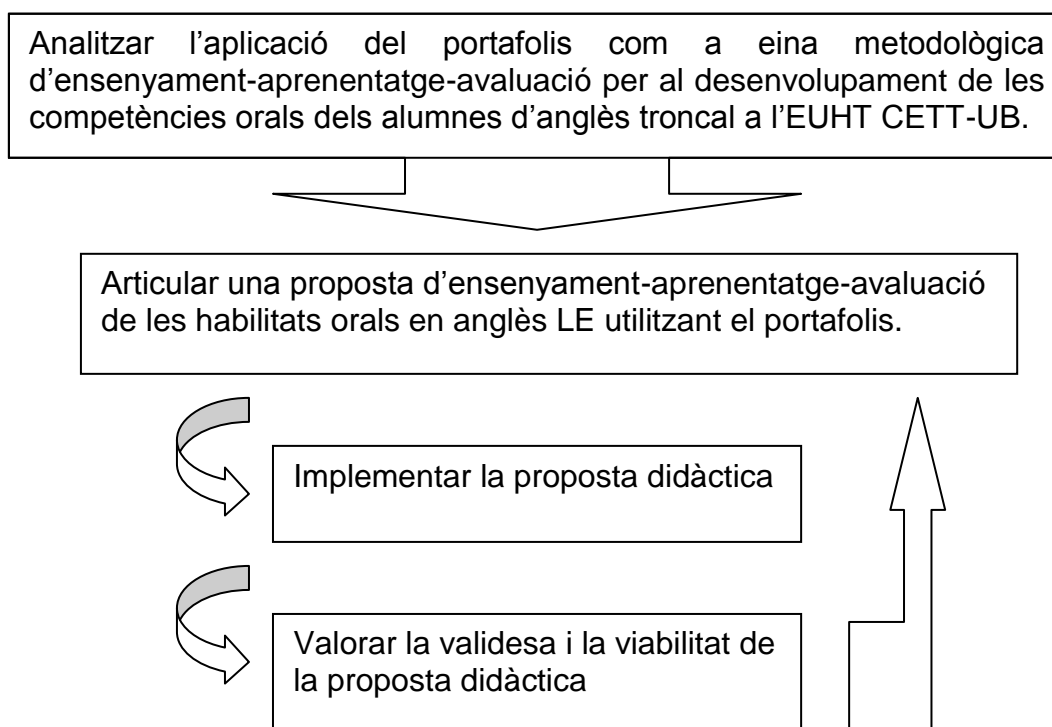 Analitzar l’aplicació del portafolis com a eina metodològica
d’ensenyament-aprenentatge-avaluació per al desenvolupament de les
competències orals dels alumnes d’anglès troncal a l’EUHT CETT-UB.
Articular una proposta d’ensenyament-aprenentatge-avaluació
de les habilitats orals en anglès LE utilitzant el portafolis.
Implementar la proposta didàctica
Valorar la validesa i la viabilitat de
la proposta didàctica